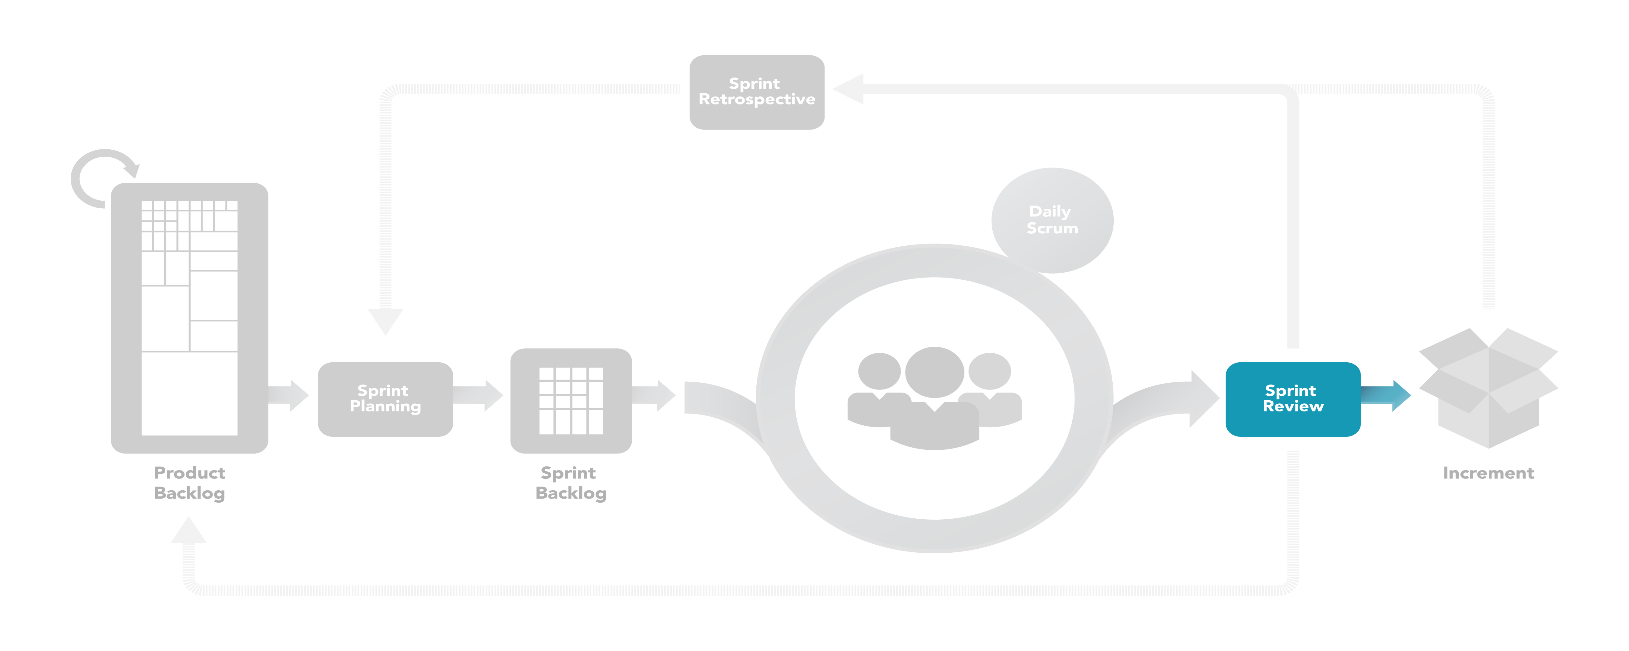 Sprint
Retrospective
Daily
Scrum
Sprint
Planning
Sprint
Review
Product
Backlog
Sprint
Backlog
Increment